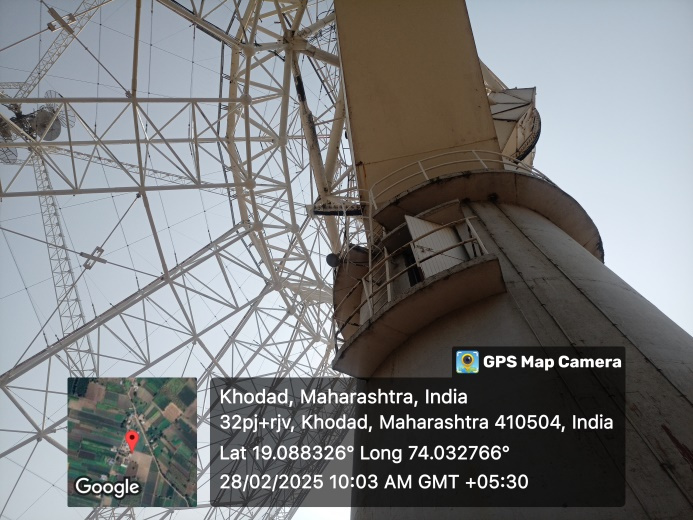 GPS Map Camera
Khodad, Maharashtra, India
32pj+rjv, Khodad, Maharashtra 410504, India
Lat 19.088326° Long 74.032766°
28/02/2025 10:03 AM GMT +05:30
Google